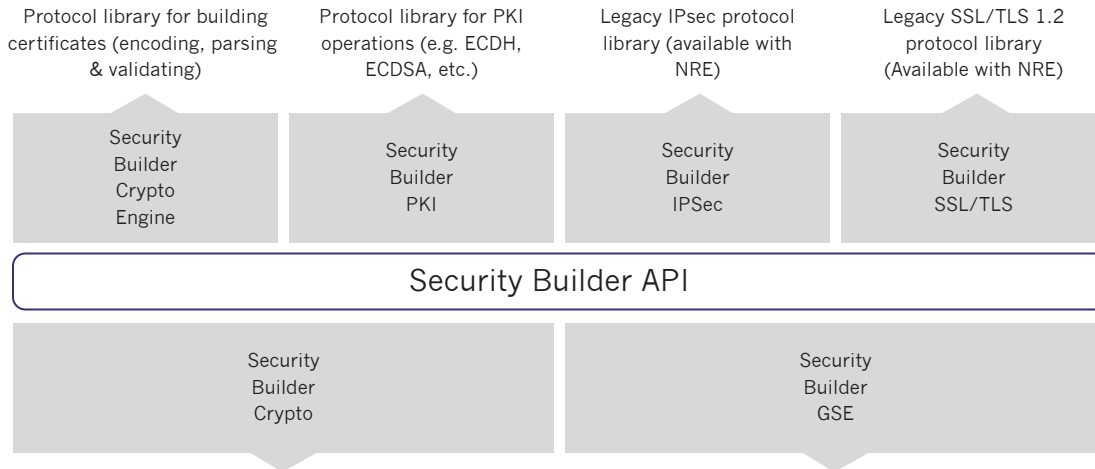 Protocol library for building
certificates (encoding, parsing
& validating)
Protocol library for PKI
operations (e.g. ECDH,
ECDSA, etc.)
Legacy IPsec protocol
library (available with
NRE)
Legacy SSL/TLS 1.2
protocol library
(Available with NRE)
Security
Builder
Crypto
Engine
Security
Builder
PKI
Security
Builder
IPSec
Security
Builder
SSL/TLS
Security Builder API
Security
Builder
Crypto
Security
Builder
GSE